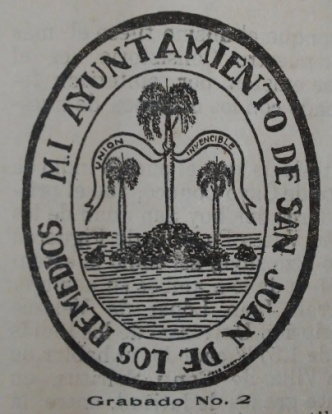 M.I AYUNTAMIENTO DE SAN JUAN DE LOS REMEDIOS
UNION INVENCIBLE
Grabado No. 2